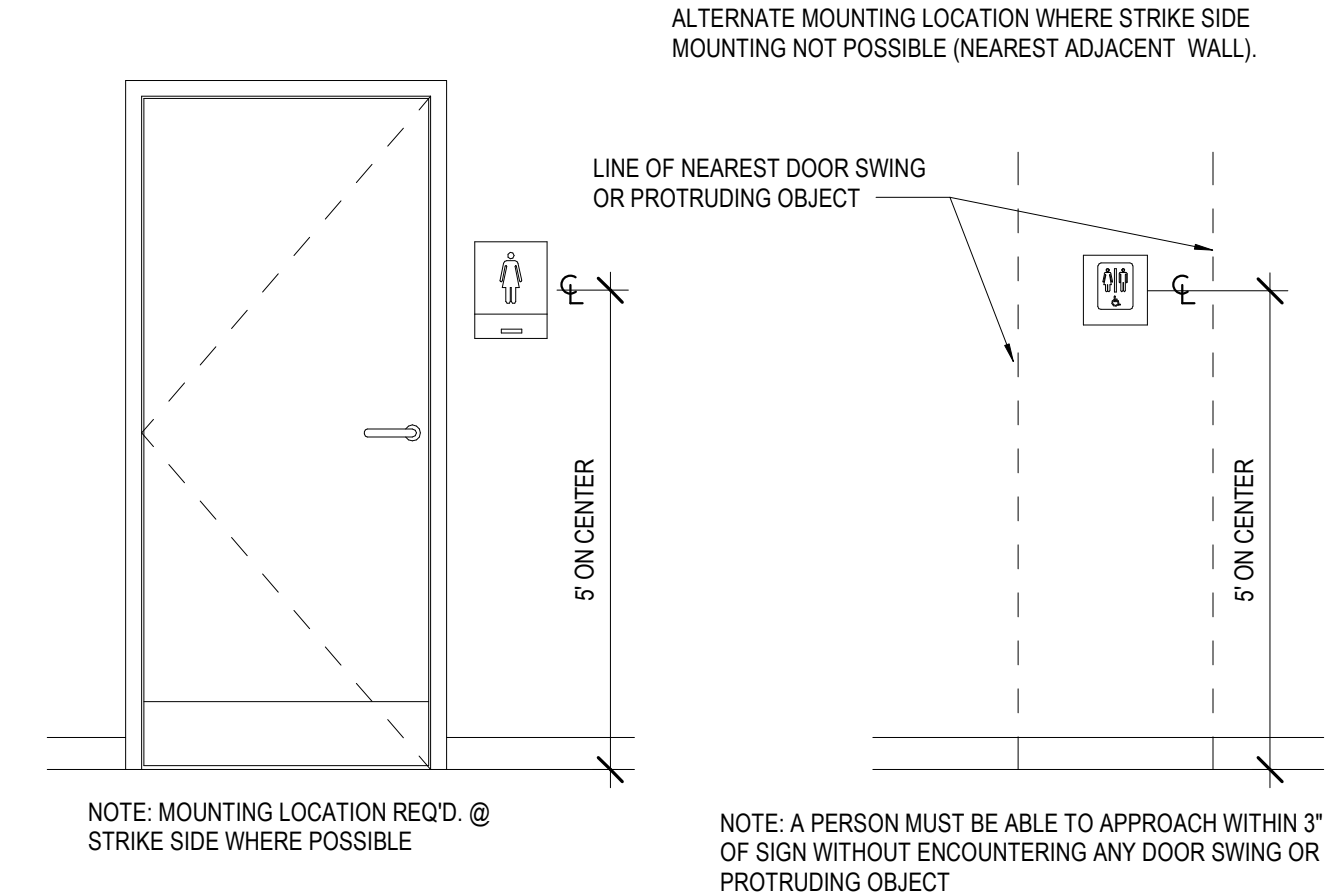 ALTERNATE MOUNTING LOCATION WHERE STRIKE SIDE
MOUNTING NOT POSSIBLE (NEAREST ADJACENT WALL).
LINE OF NEAREST DOOR SWING
OR PROTRUDING OBJECT
℄
℄
5' ON CENTER
5' ON CENTER
NOTE: MOUNTING LOCATION REQ'D. @
STRIKE SIDE WHERE POSSIBLE
NOTE: A PERSON MUST BE ABLE TO APPROACH WITHIN 3"
OF SIGN WITHOUT ENCOUNTERING ANY DOOR SWING OR
PROTRUDING OBJECT